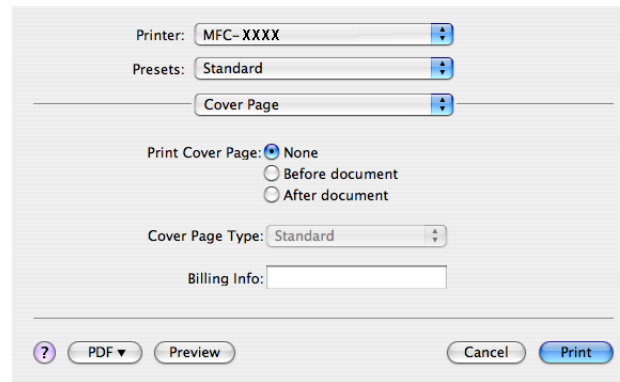 Printer: MFC-XXXX
Presets: Standard
Cover Page
Print Cover Page: None
Before document
After document
Cover Page Type: Standard
Billing Info:
? PDF▼ Preview Cancel Print